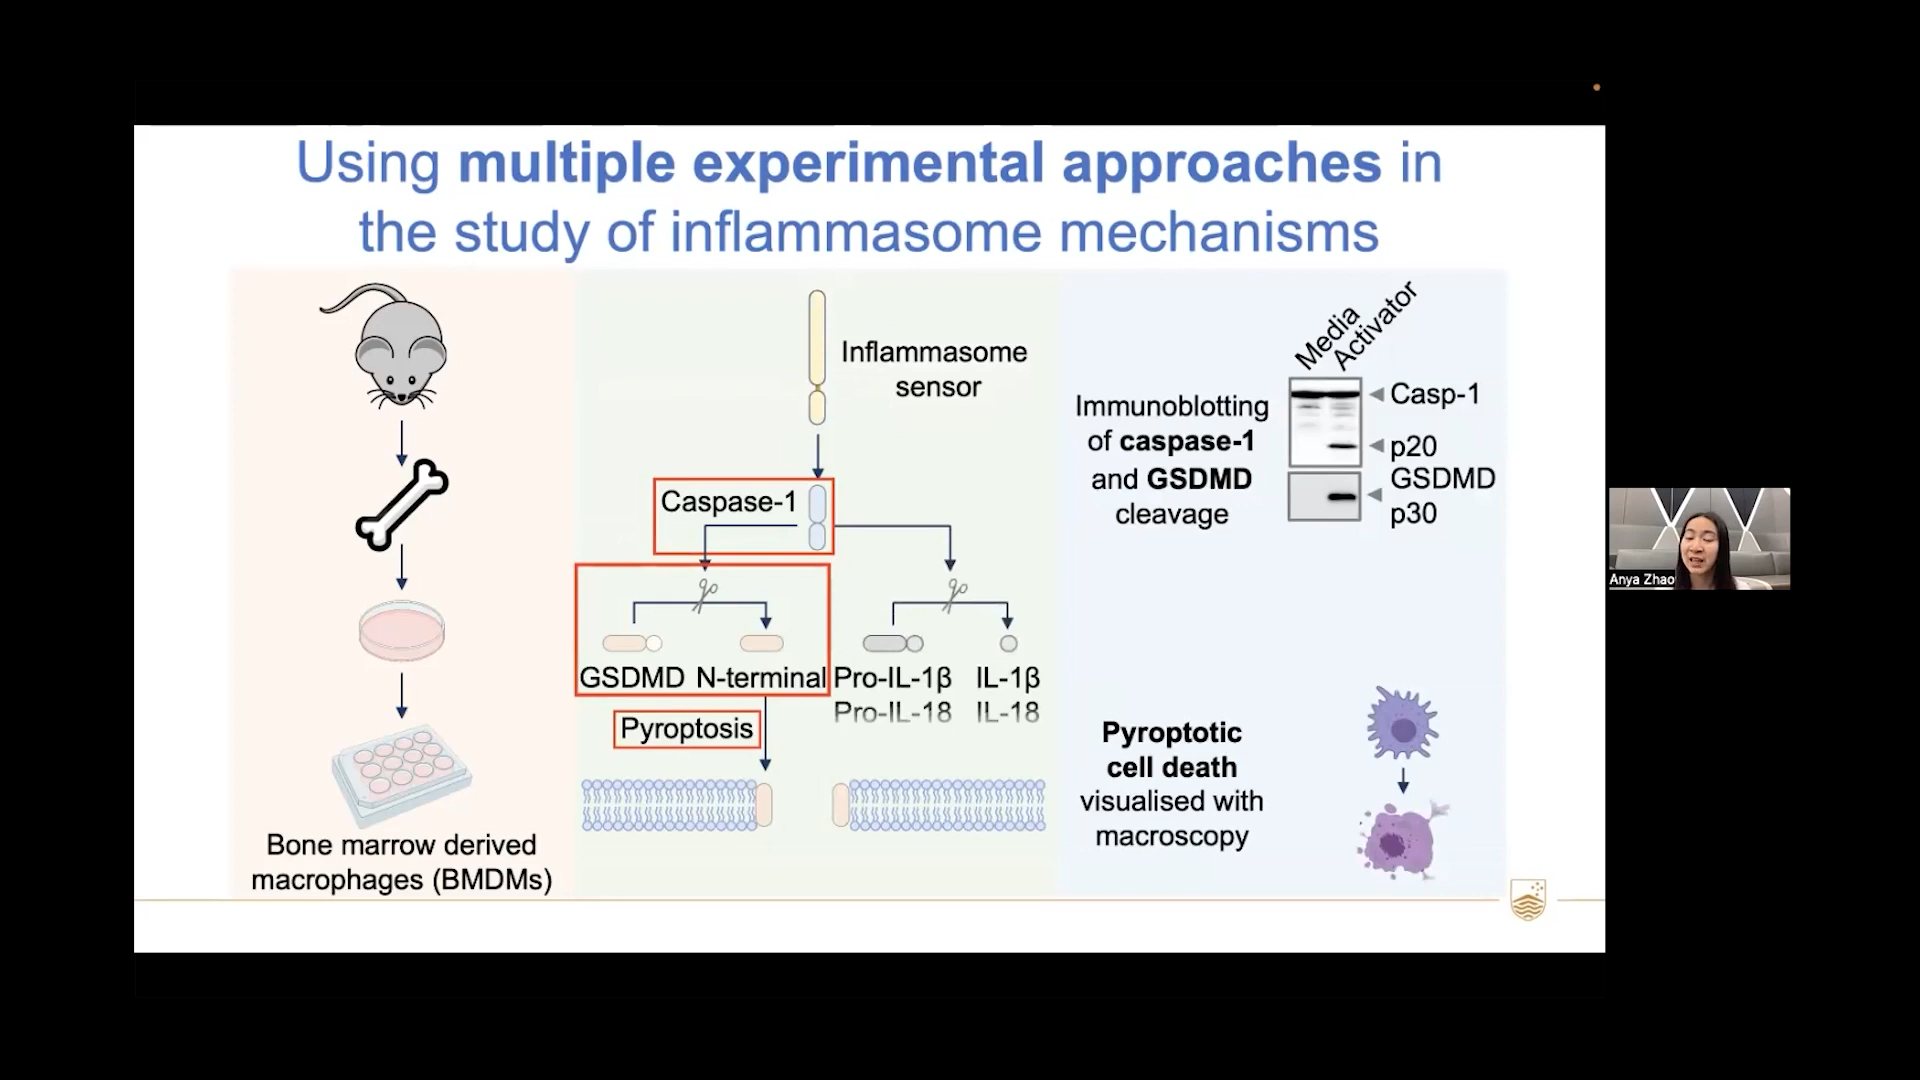 Using multiple experimental approaches in
the study of inflammasome mechanisms
Bone marrow derived
macrophages (BMDMs)
Inflammasome
sensor
Caspase-1
GSDMD N-terminal
Pro-IL-1β IL-1β
Pro-IL-18 IL-18
Pyroptosis
Immunoblotting
of caspase-1
and GSDMD
cleavage
Media
Activator
Casp-1
p20
GSDMD
p30
Pyroptotic
cell death
visualised with
macroscopy
Anya Zhao